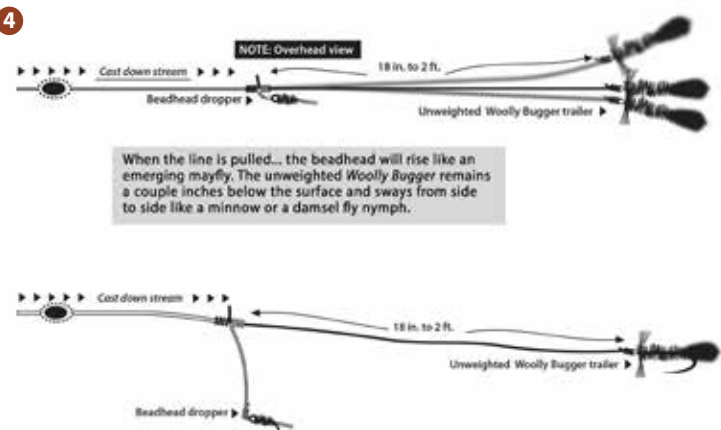 4
NOTE: Overhead view
18 in. to 2 ft.
Cast down stream
Beadhead dropper
Unweighted Woolly Bugger trailer
When the line is pulled... the beadhead will rise like an
emerging mayfly. The unweighted Woolly Bugger remains
a couple inches below the surface and sways from side
to side like a minnow or a damsel fly nymph.
Cast down stream
18 in. to 2 ft.
Unweighted Woolly Bugger trailer
Beadhead dropper